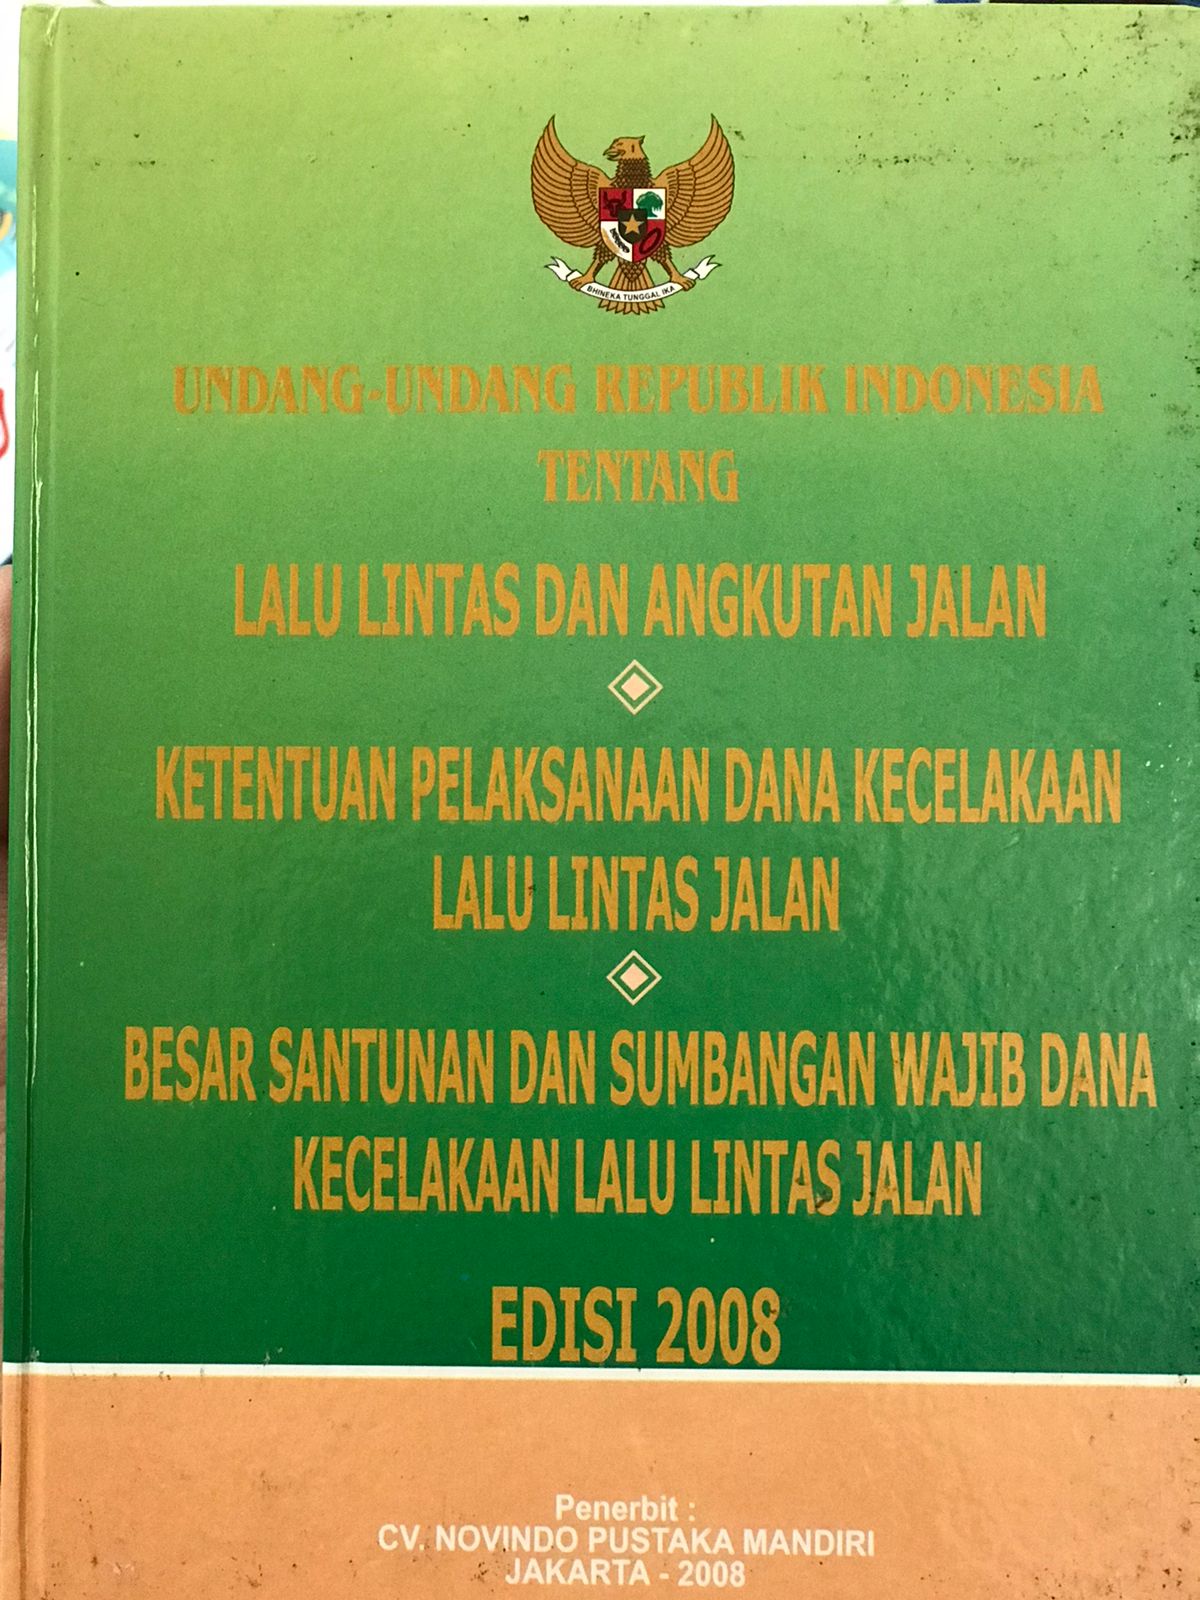 BHINEKA TUNGGAL IKA
UNDANG-UNDANG REPUBLIK INDONESIA
TENTANG
LALU LINTAS DAN ANGKUTAN JALAN
KETENTUAN PELAKSANAAN DANA KECELAKAAN
LALU LINTAS JALAN
BESAR SANTUNAN DAN SUMBANGAN WAJIB DANA
KECELAKAAN LALU LINTAS JALAN
EDISI 2008
Penerbit :
CV. NOVINDO PUSTAKA MANDIRI
JAKARTA - 2008